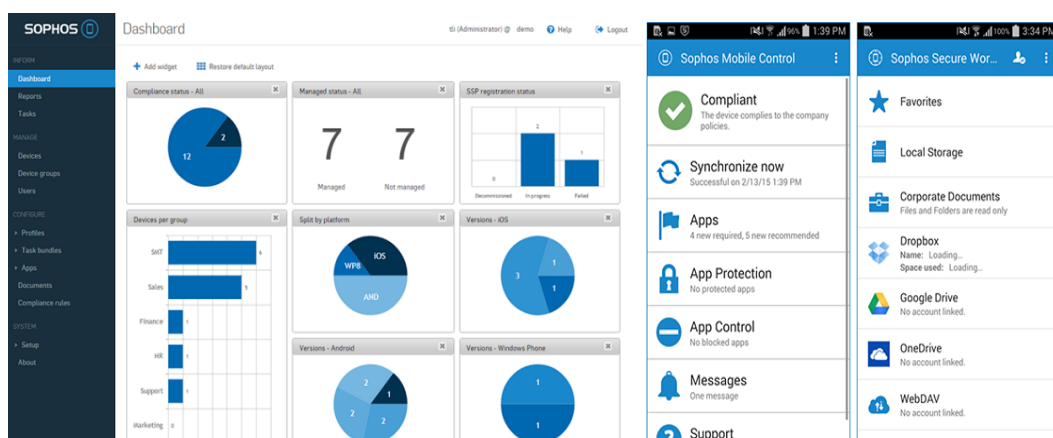 SOPHOS
Dashboard
tli (Administrator) @ demo
Help
Logout
INFORM
Dashboard
Reports
Tasks
MANAGE
Devices
Device groups
Users
CONFIGURE
Profiles
Task bundles
Apps
Documents
Compliance rules
SYSTEM
Setup
About
Add widget
Restore default layout
Compliance status - All
2
12
Managed status - All
7
7
Managed
Not managed
SSP registration status
2
1
0
Decommissioned
In progress
Failed
Devices per group
SMT
6
Sales
5
Finance
1
HR
1
Support
1
Marketing
0
Split by platform
iOS
WP8
AND
Versions - iOS
1
3
1
Versions - Android
2
1
2
2
Versions - Windows Phone
1
1
96%
1:39 PM
Sophos Mobile Control
Compliant
The device complies to the company
policies.
Synchronize now
Successful on 2/13/15 1:39 PM
Apps
4 new required, 5 new recommended
App Protection
No protected apps
App Control
No blocked apps
Messages
One message
Support
100%
3:34 PM
Sophos Secure Wor...
Favorites
Local Storage
Corporate Documents
Files and Folders are read only
Dropbox
Name: Loading...
Space used: Loading...
Google Drive
No account linked.
OneDrive
No account linked.
WebDAV
No account linked.